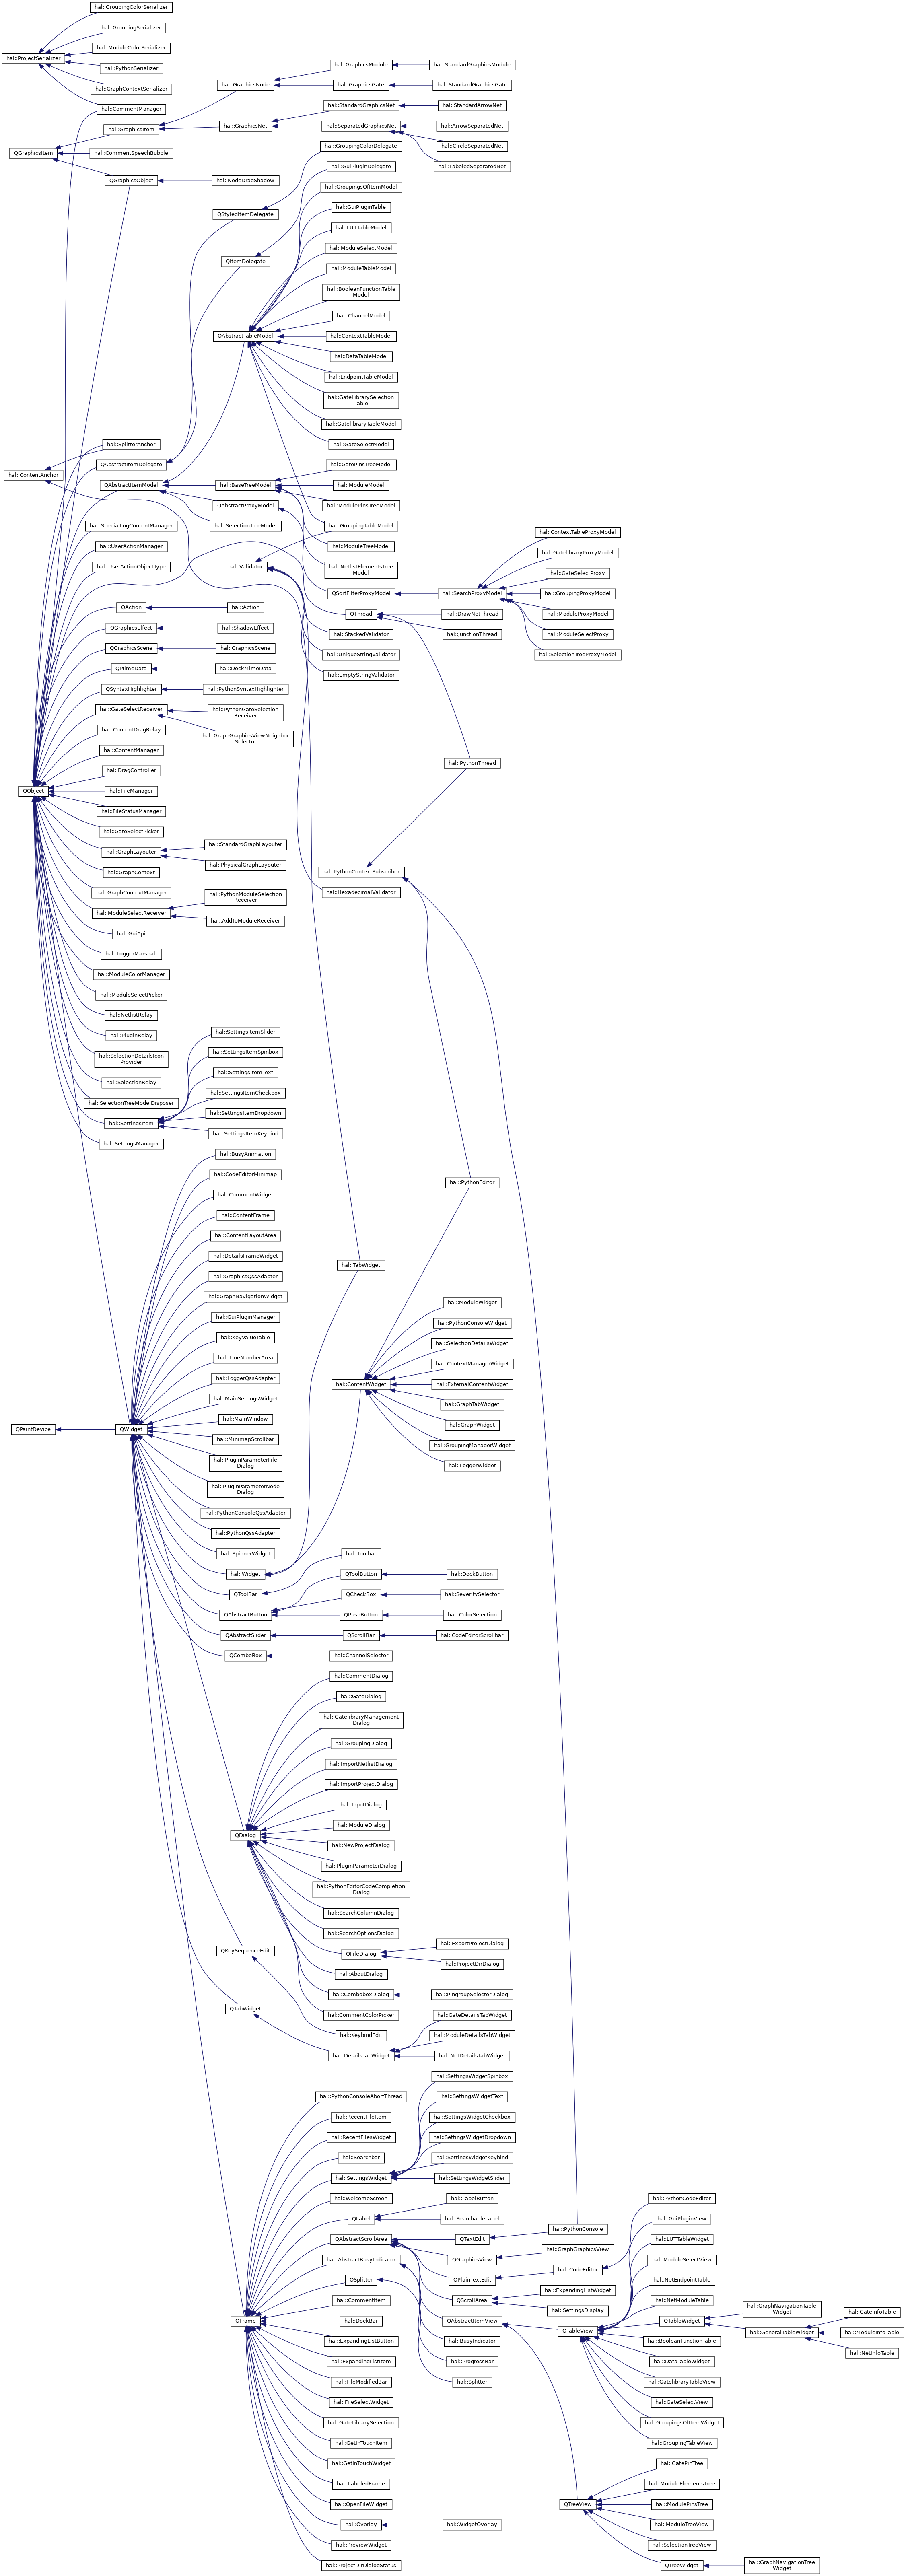 hal::GroupingColorSerializer
hal::GroupingSerializer
hal::ModuleColorSerializer
hal::ProjectSerializer
hal::PythonSerializer
hal::GraphContextSerializer
hal::CommentManager
hal::GraphicsModule
hal::StandardGraphicsModule
hal::GraphicsNode
hal::GraphicsGate
hal::StandardGraphicsGate
hal::StandardGraphicsNet
hal::StandardArrowNet
hal::GraphicsItem
hal::GraphicsNet
hal::SeparatedGraphicsNet
hal::ArrowSeparatedNet
hal::CircleSeparatedNet
hal::LabeledSeparatedNet
QGraphicsItem
hal::CommentSpeechBubble
QGraphicsObject
hal::NodeDragShadow
hal::GroupingColorDelegate
hal::GuiPluginDelegate
hal::GroupingsOfItemModel
hal::GuiPluginTable
QStyledItemDelegate
hal::LUTTableModel
hal::ModuleSelectModel
QItemDelegate
hal::ModuleTableModel
hal::BooleanFunctionTable
Model
hal::ChannelModel
QAbstractTableModel
hal::ContextTableModel
hal::DataTableModel
hal::EndpointTableModel
hal::GateLibrarySelection
Table
hal::GatelibraryTableModel
hal::GateSelectModel
hal::SplitterAnchor
QAbstractItemDelegate
hal::ContentAnchor
hal::GatePinsTreeModel
QAbstractItemModel
hal::BaseTreeModel
hal::ModuleModel
QAbstractProxyModel
hal::ModulePinsTreeModel
hal::SelectionTreeModel
hal::GroupingTableModel
hal::ModuleTreeModel
hal::NetlistElementsTree
Model
hal::SpecialLogContentManager
hal::UserActionManager
hal::UserActionObjectType
hal::Validator
QSortFilterProxyModel
hal::SearchProxyModel
hal::ContextTableProxyModel
hal::GatelibraryProxyModel
hal::GateSelectProxy
hal::GroupingProxyModel
hal::ModuleProxyModel
hal::ModuleSelectProxy
hal::SelectionTreeProxyModel
QThread
hal::DrawNetThread
hal::JunctionThread
hal::StackedValidator
hal::UniqueStringValidator
hal::EmptyStringValidator
QAction
hal::Action
QGraphicsEffect
hal::ShadowEffect
QGraphicsScene
hal::GraphicsScene
QMimeData
hal::DockMimeData
QSyntaxHighlighter
hal::PythonSyntaxHighlighter
hal::GateSelectReceiver
hal::PythonGateSelection
Receiver
hal::GraphGraphicsViewNeighbor
Selector
hal::ContentDragRelay
hal::ContentManager
hal::PythonThread
hal::DragController
QObject
hal::FileManager
hal::FileStatusManager
hal::GateSelectPicker
hal::GraphLayouter
hal::StandardGraphLayouter
hal::PhysicalGraphLayouter
hal::GraphContext
hal::PythonContextSubscriber
hal::HexadecimalValidator
hal::GraphContextManager
hal::ModuleSelectReceiver
hal::PythonModuleSelection
Receiver
hal::AddToModuleReceiver
hal::GuiApi
hal::LoggerMarshall
hal::ModuleColorManager
hal::ModuleSelectPicker
hal::NetlistRelay
hal::PluginRelay
hal::SelectionDetailsIcon
Provider
hal::SelectionRelay
hal::SelectionTreeModelDisposer
hal::SettingsItem
hal::SettingsManager
hal::SettingsItemSlider
hal::SettingsItemSpinbox
hal::SettingsItemText
hal::SettingsItemCheckbox
hal::SettingsItemDropdown
hal::SettingsItemKeybind
hal::BusyAnimation
hal::CodeEditorMinimap
hal::PythonEditor
hal::CommentWidget
hal::ContentFrame
hal::ContentLayoutArea
hal::DetailsFrameWidget
hal::TabWidget
hal::GraphicsQssAdapter
hal::GraphNavigationWidget
hal::GuiPluginManager
hal::KeyValueTable
hal::LineNumberArea
hal::LoggerQssAdapter
hal::MainSettingsWidget
hal::MainWindow
hal::MinimapScrollbar
hal::PluginParameterFile
Dialog
hal::PluginParameterNode
Dialog
hal::PythonConsoleQssAdapter
hal::PythonQssAdapter
hal::SpinnerWidget
hal::Widget
hal::ModuleWidget
hal::PythonConsoleWidget
hal::SelectionDetailsWidget
hal::ContextManagerWidget
hal::ContentWidget
hal::ExternalContentWidget
hal::GraphTabWidget
hal::GraphWidget
hal::GroupingManagerWidget
hal::LoggerWidget
QPaintDevice
QWidget
hal::Toolbar
QToolBar
QToolButton
hal::DockButton
QAbstractButton
QCheckBox
hal::SeveritySelector
QPushButton
hal::ColorSelection
QAbstractSlider
QScrollBar
hal::CodeEditorScrollbar
QComboBox
hal::ChannelSelector
hal::CommentDialog
hal::GateDialog
hal::GatelibraryManagement
Dialog
hal::GroupingDialog
hal::ImportNetlistDialog
hal::ImportProjectDialog
hal::InputDialog
hal::ModuleDialog
QDialog
hal::NewProjectDialog
hal::PluginParameterDialog
hal::PythonEditorCodeCompletion
Dialog
hal::SearchColumnDialog
hal::SearchOptionsDialog
QFileDialog
hal::ExportProjectDialog
hal::ProjectDirDialog
hal::AboutDialog
hal::ComboboxDialog
hal::PingroupSelectorDialog
hal::CommentColorPicker
QKeySequenceEdit
hal::KeybindEdit
QTabWidget
hal::DetailsTabWidget
hal::GateDetailsTabWidget
hal::ModuleDetailsTabWidget
hal::NetDetailsTabWidget
hal::PythonConsoleAbortThread
hal::RecentFileItem
hal::RecentFilesWidget
hal::Searchbar
hal::SettingsWidget
hal::SettingsWidgetSpinbox
hal::SettingsWidgetText
hal::SettingsWidgetCheckbox
hal::SettingsWidgetDropdown
hal::SettingsWidgetKeybind
hal::SettingsWidgetSlider
hal::WelcomeScreen
QLabel
hal::LabelButton
hal::SearchableLabel
QAbstractScrollArea
QTextEdit
hal::PythonConsole
QGraphicsView
hal::GraphGraphicsView
hal::AbstractBusyIndicator
QPlainTextEdit
hal::CodeEditor
hal::PythonCodeEditor
QSplitter
QScrollArea
hal::ExpandingListWidget
hal::SettingsDisplay
QFrame
hal::CommentItem
hal::DockBar
QAbstractItemView
hal::ExpandingListButton
hal::BusyIndicator
hal::ExpandingListItem
hal::ProgressBar
hal::FileModifiedBar
hal::Splitter
hal::FileSelectWidget
hal::GateLibrarySelection
hal::GetInTouchItem
hal::GetInTouchWidget
hal::LabeledFrame
hal::OpenFileWidget
hal::Overlay
hal::WidgetOverlay
hal::PreviewWidget
hal::ProjectDirDialogStatus
hal::GuiPluginView
hal::LUTTableWidget
hal::ModuleSelectView
hal::NetEndpointTable
hal::NetModuleTable
QTableView
QTableWidget
hal::GraphNavigationTable
Widget
hal::GeneralTableWidget
hal::GateInfoTable
hal::ModuleInfoTable
hal::NetInfoTable
hal::BooleanFunctionTable
hal::DataTableWidget
hal::GatelibraryTableView
hal::GateSelectView
hal::GroupingsOfItemWidget
hal::GroupingTableView
QTreeView
hal::GatePinTree
hal::ModuleElementsTree
hal::ModulePinsTree
hal::ModuleTreeView
hal::SelectionTreeView
QTreeWidget
hal::GraphNavigationTree
Widget